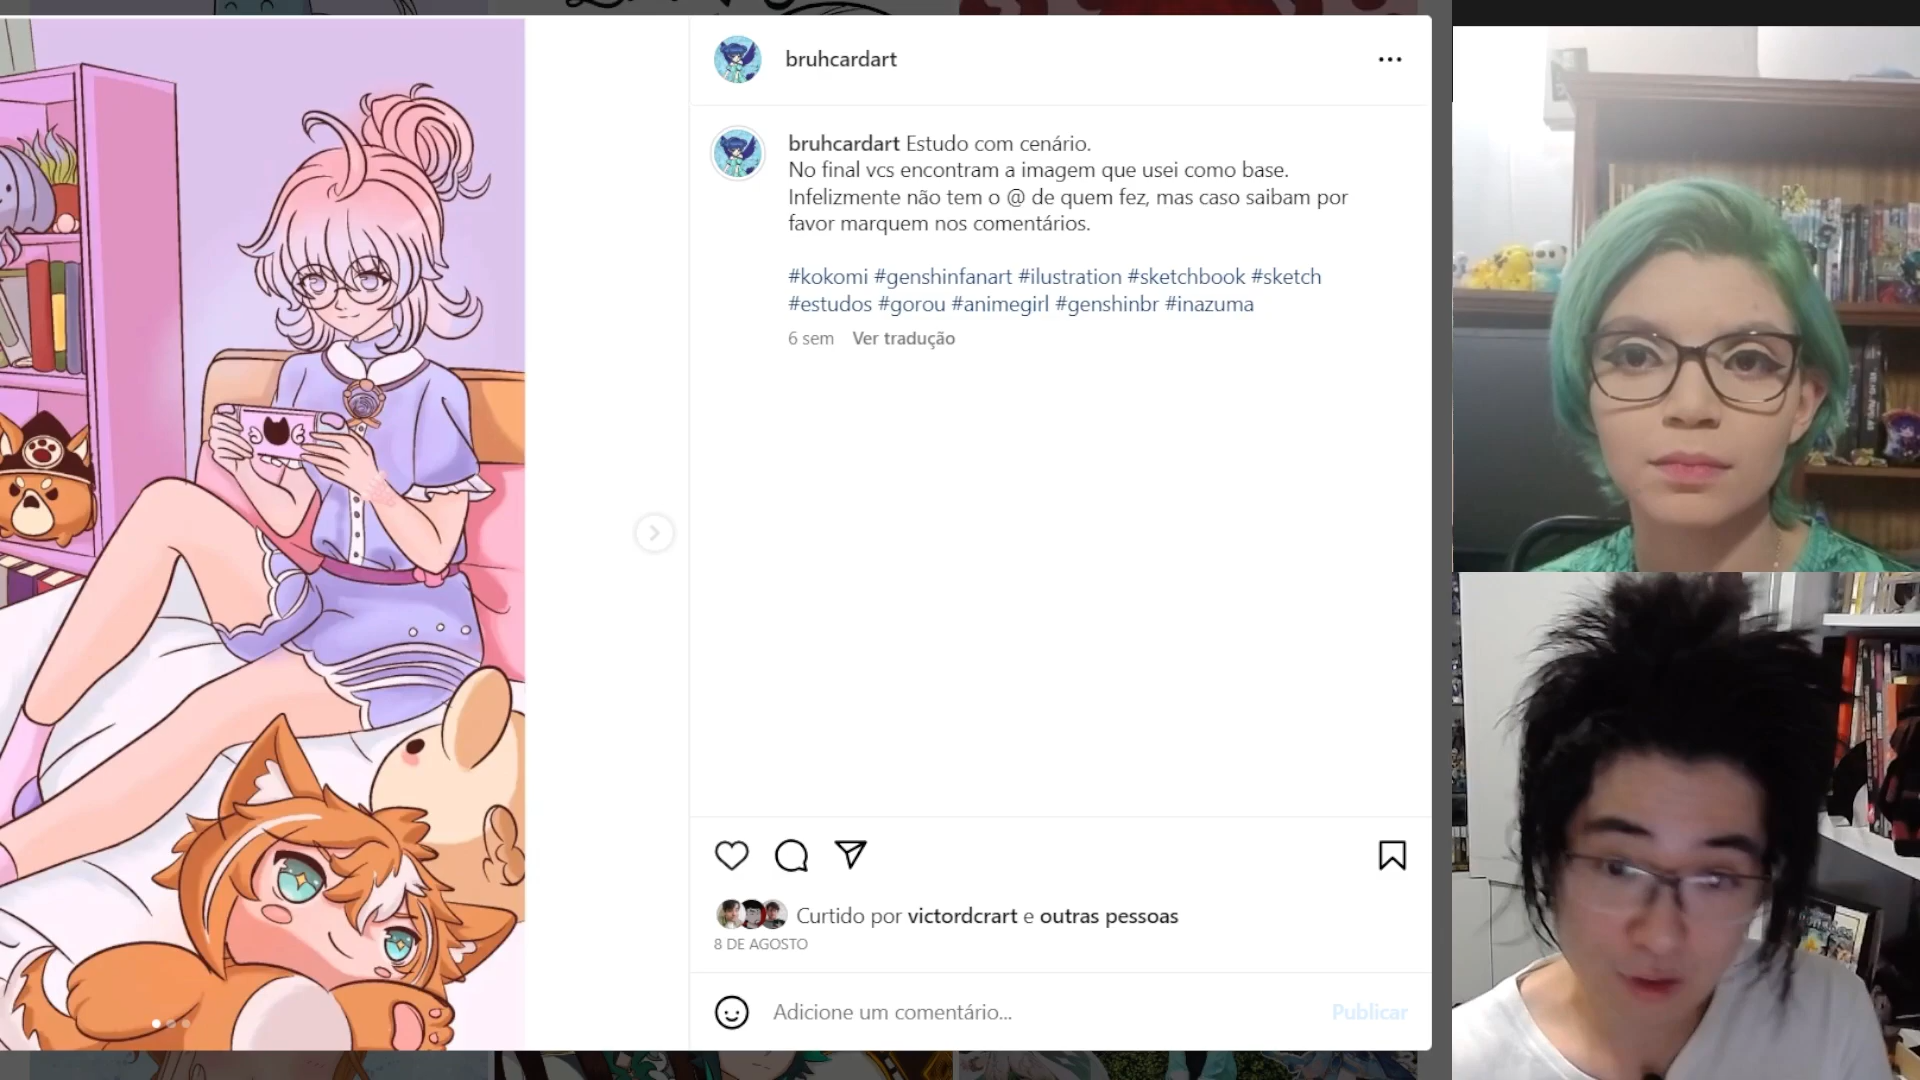 bruhcardart
bruhcardart Estudo com cenário.
No final vcs encontram a imagem que usei como base.
Infelizmente não tem o @ de quem fez, mas caso saibam por
favor marquem nos comentários.
#kokomi #genshinfanart #ilustration #sketchbook #sketch
#estudos #gorou #animegirl #genshinbr #inazuma
6 sem Ver tradução
Curtido por victordcrart e outras pessoas
8 DE AGOSTO
Adicione um comentário...
Publicar